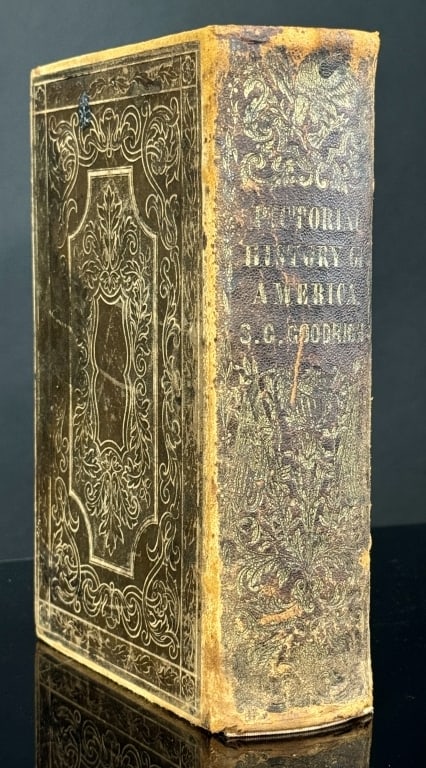 PICTORIAL
HISTORY OF
AMERICA
S. G. GOODRICH